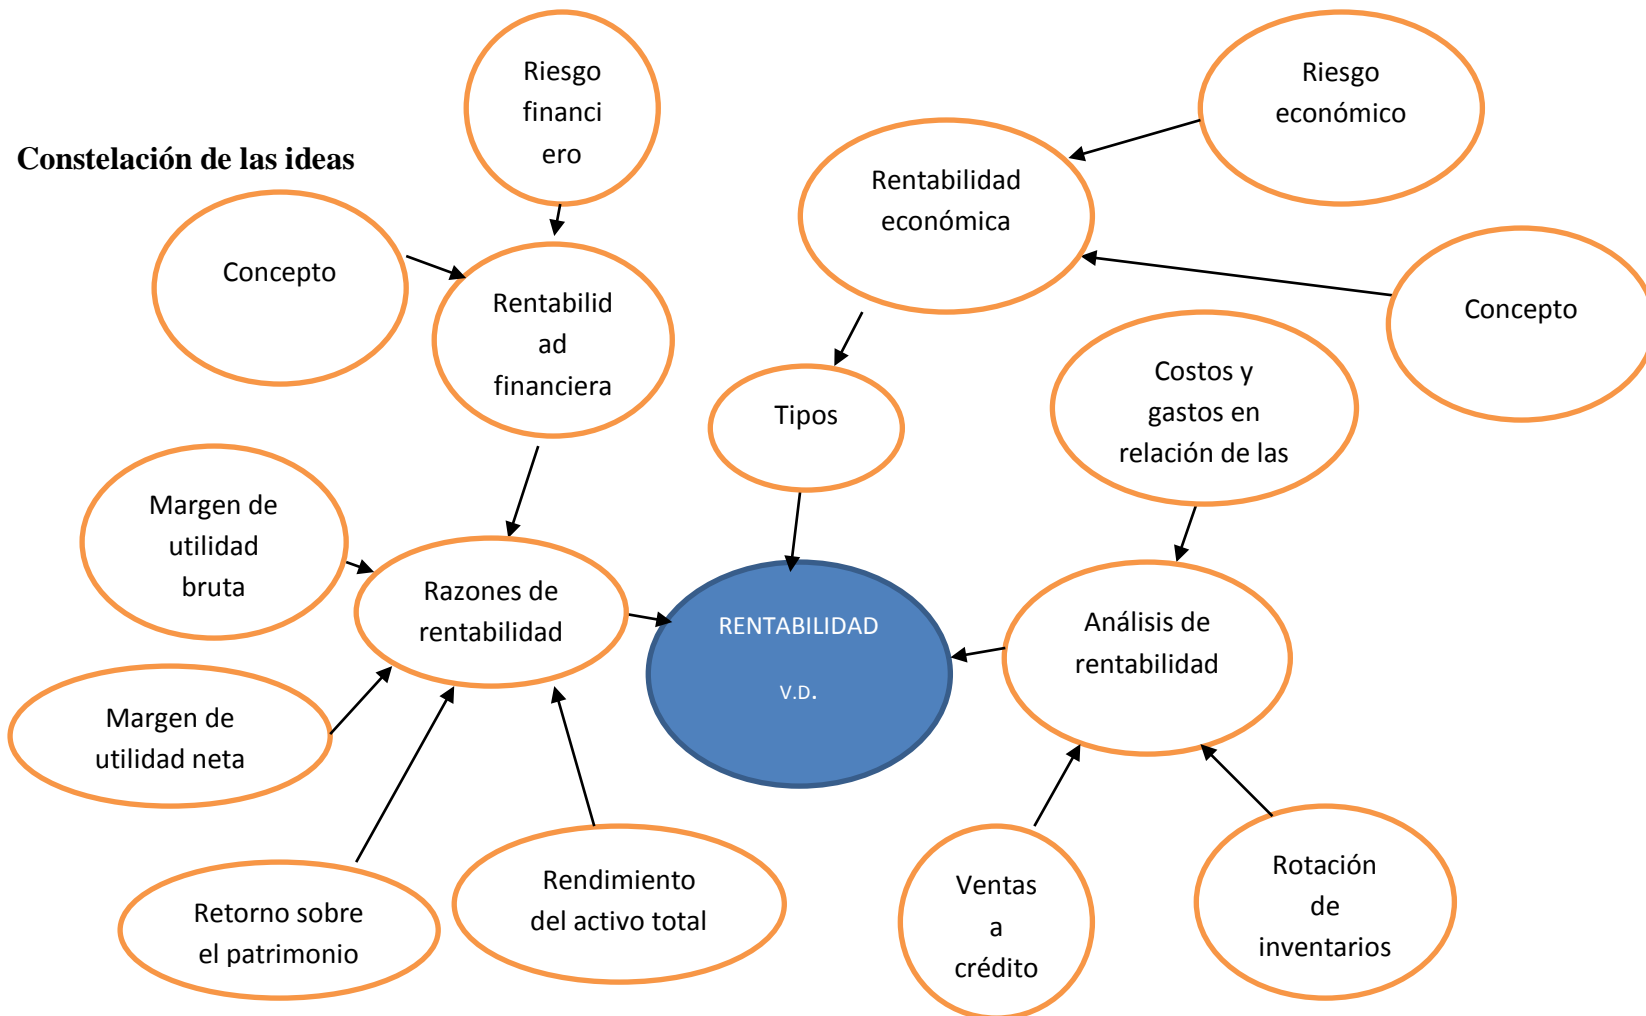 Constelación de las ideas
Riesgo
financi
ero
Riesgo
económico
Rentabilidad
económica
Concepto
Rentabilid
ad
financiera
Concepto
Tipos
Costos y
gastos en
relación de las
Margen de
utilidad
bruta
Razones de
rentabilidad
RENTABILIDAD
V.D.
Análisis de
rentabilidad
Margen de
utilidad neta
Retorno sobre
el patrimonio
Rendimiento
del activo total
Ventas
a
crédito
Rotación
de
inventarios